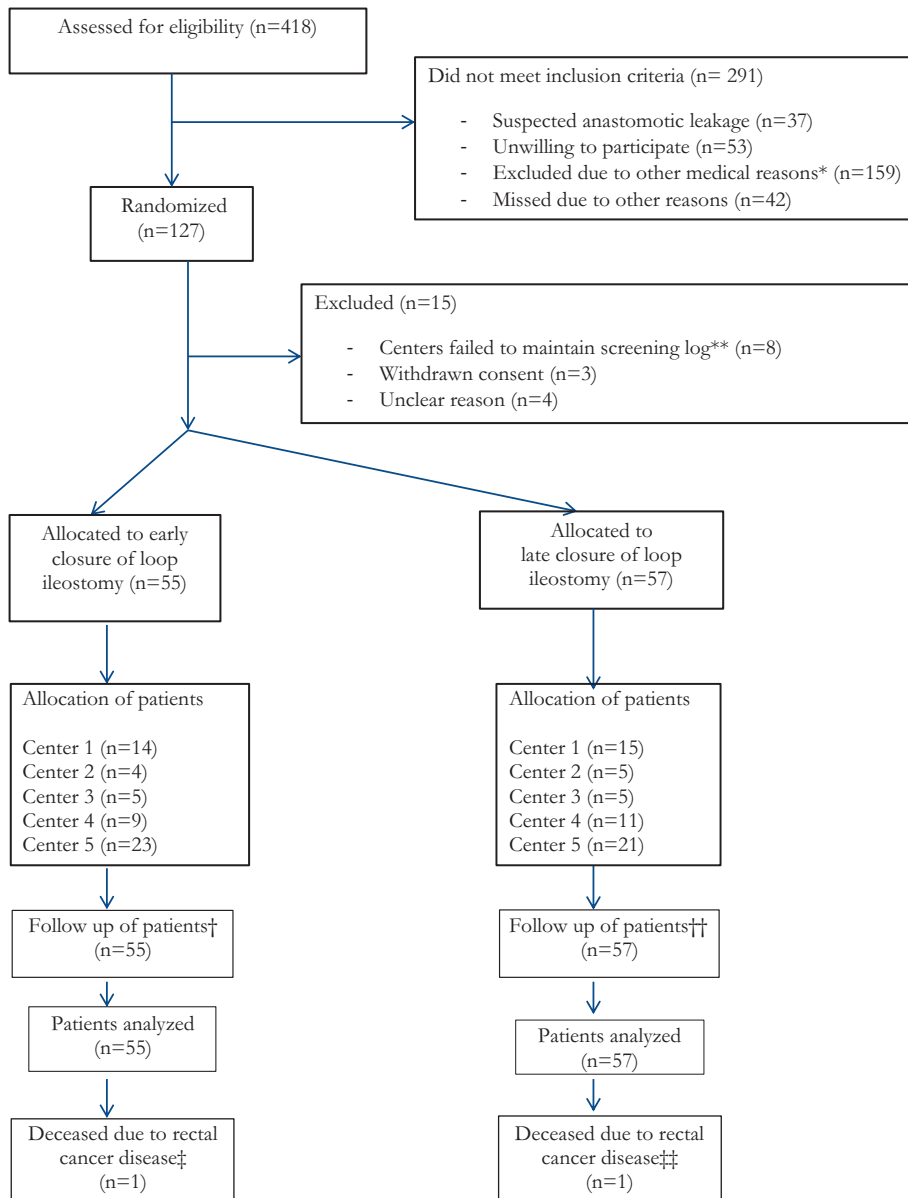 Assessed for eligibility (n=418)
Did not meet inclusion criteria (n= 291)
- Suspected anastomotic leakage (n=37)
- Unwilling to participate (n=53)
- Excluded due to other medical reasons* (n=159)
- Missed due to other reasons (n=42)
Randomized
(n=127)
Excluded (n=15)
- Centers failed to maintain screening log** (n=8)
- Withdrawn consent (n=3)
- Unclear reason (n=4)
Allocated to early
closure of loop
ileostomy (n=55)
Allocated to
late closure of loop
ileostomy (n=57)
Allocation of patients
Center 1 (n=14)
Center 2 (n=4)
Center 3 (n=5)
Center 4 (n=9)
Center 5 (n=23)
Allocation of patients
Center 1 (n=15)
Center 2 (n=5)
Center 3 (n=5)
Center 4 (n=11)
Center 5 (n=21)
Follow up of patients†
(n=55)
Follow up of patients††
(n=57)
Patients analyzed
(n=55)
Patients analyzed
(n=57)
Deceased due to rectal
cancer disease‡
(n=1)
Deceased due to rectal
cancer disease‡‡
(n=1)